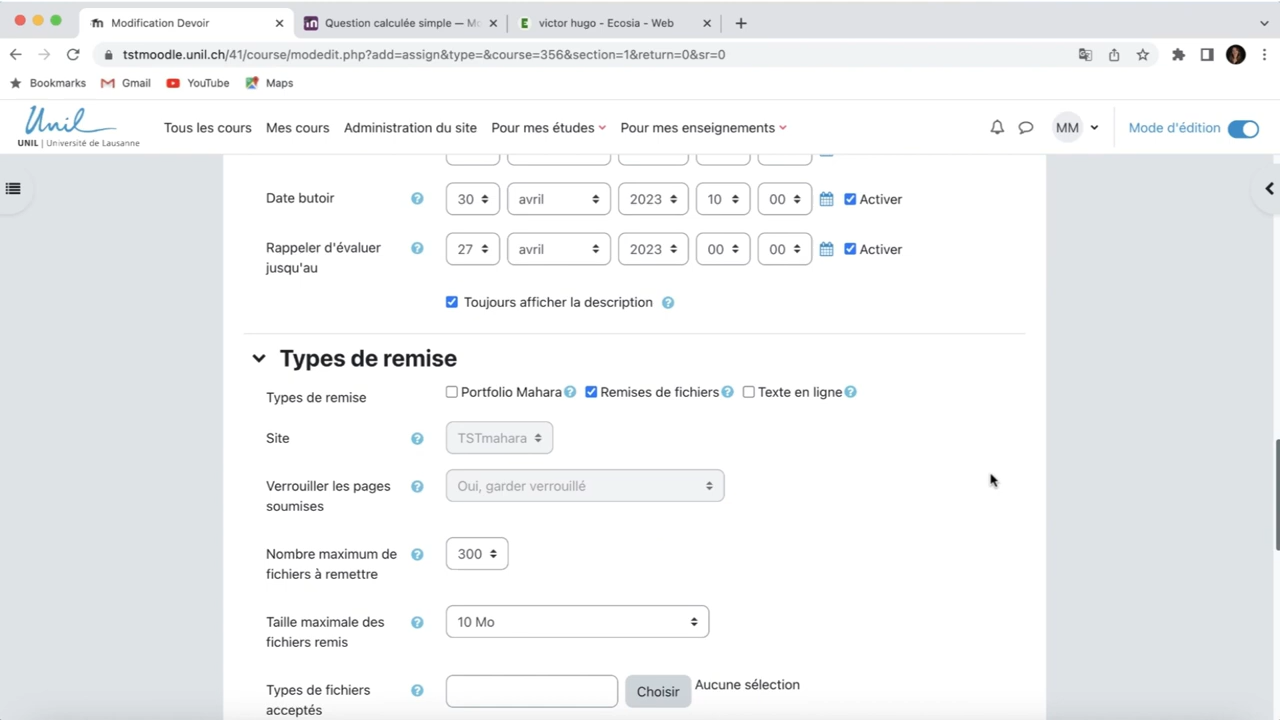 Modification Devoir
Question calculée simple — Mo
victor hugo - Ecosia - Web
tstmoodle.unil.ch/41/course/modedit.php?add=assign&type=&course=356&section=1&return=0&sr=0
Bookmarks Gmail YouTube Maps
Unil
UNIL | Université de Lausanne
Tous les cours Mes cours Administration du site Pour mes études Pour mes enseignements MM Mode d'édition
Date butoir 30 avril 2023 10 00 Activer
Rappeler d'évaluer jusqu'au 27 avril 2023 00 00 Activer
Toujours afficher la description
Types de remise
Types de remise Portfolio Mahara Remises de fichiers Texte en ligne
Site TSTmahara
Verrouiller les pages soumises Oui, garder verrouillé
Nombre maximum de fichiers à remettre 300
Taille maximale des fichiers remis 10 Mo
Types de fichiers acceptés Choisir Aucune sélection